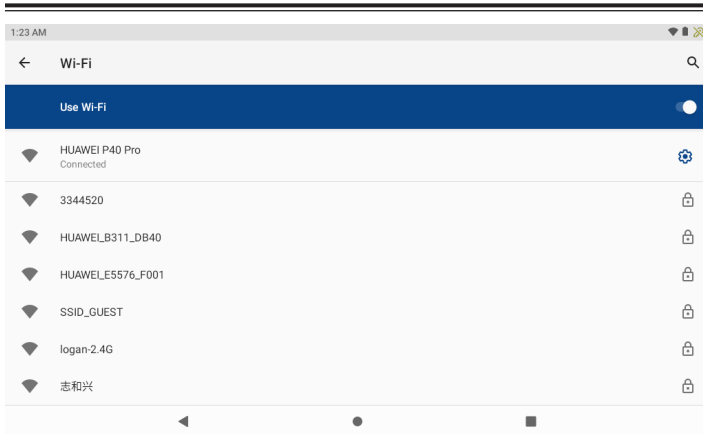 1:23 AM
Wi-Fi
Use Wi-Fi
HUAWEI P40 Pro
Connected
3344520
HUAWEI_B311_DB40
HUAWEI_E5576_F001
SSID_GUEST
logan-2.4G
志和兴